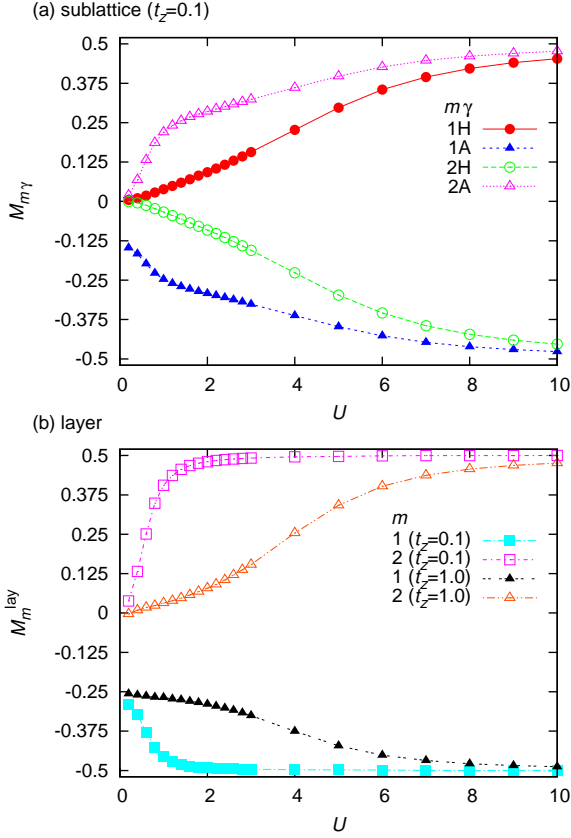 (a) sublattice (t_z=0.1)
0.5
0.375
0.25
0.125
0
-0.125
-0.25
-0.375
-0.5
M_mγ
mγ
1H
1A
2H
2A
0 2 4 6 8 10
U
(b) layer
0.5
0.375
0.25
0.125
0
-0.125
-0.25
-0.375
-0.5
M_m^lay
m
1 (t_z=0.1)
2 (t_z=0.1)
1 (t_z=1.0)
2 (t_z=1.0)
0 2 4 6 8 10
U